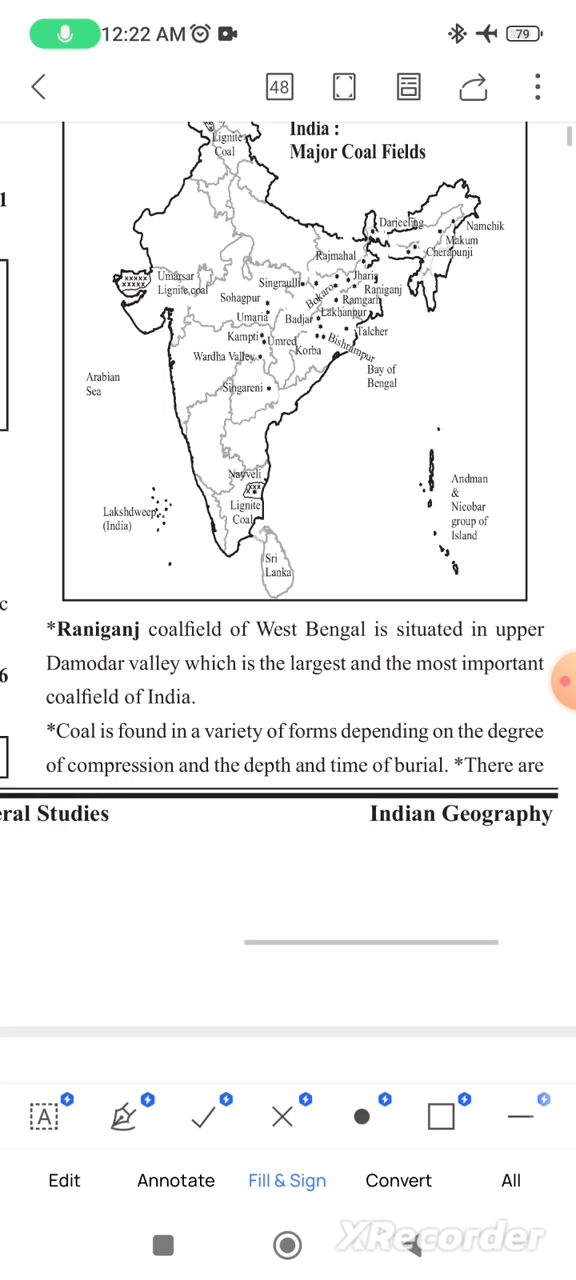 12:22 AM
79
48
India :
Major Coal Fields
Lignite
Coal
1
Darjeeling
Namchik
Makum
Cherapunji
Rajmahal
Umarsar
Lignite coal
Singraulli
Jharia
Bokaro
Raniganj
Sohagpur
Ramgarh
Umaria
Badjar
Lakhanpur
Talcher
Kampti
Umred
Bishrampur
Korba
Wardha Valley
Bay of
Bengal
Arabian
Sea
Singareni
Nayveli
Lignite
Coal
Andman
&
Nicobar
group of
Island
Lakshdweep
(India)
Sri
Lanka
c
*Raniganj coalfield of West Bengal is situated in upper
6
Damodar valley which is the largest and the most important
coalfield of India.
*Coal is found in a variety of forms depending on the degree
of compression and the depth and time of burial. *There are
eral Studies
Indian Geography
A
Edit
Annotate
Fill & Sign
Convert
All
XRecorder